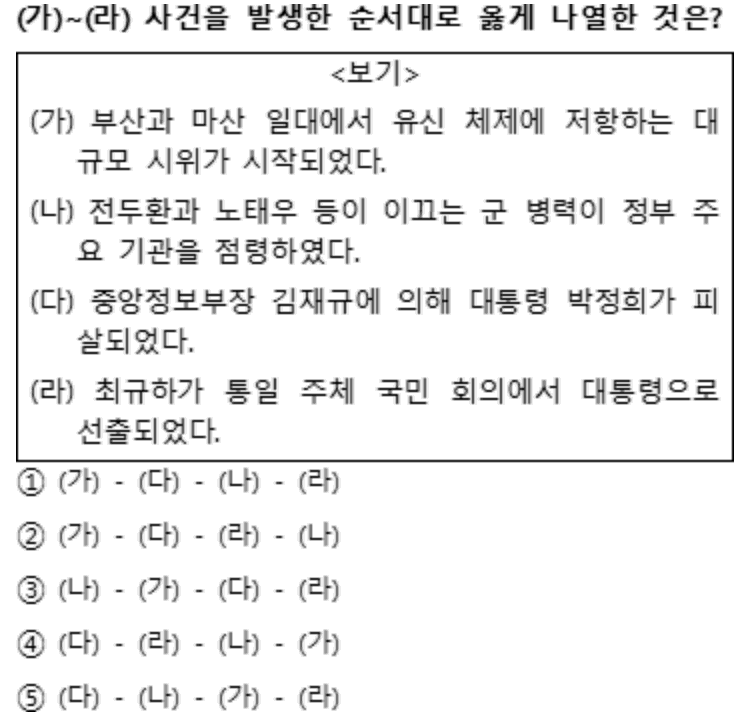 (가)~(라) 사건을 발생한 순서대로 옳게 나열한 것은?
<보기>
(가) 부산과 마산 일대에서 유신 체제에 저항하는 대
규모 시위가 시작되었다.
(나) 전두환과 노태우 등이 이끄는 군 병력이 정부 주
요 기관을 점령하였다.
(다) 중앙정보부장 김재규에 의해 대통령 박정희가 피
살되었다.
(라) 최규하가 통일 주체 국민 회의에서 대통령으로
선출되었다.
① (가) - (다) - (나) - (라)
② (가) - (다) - (라) - (나)
③ (나) - (가) - (다) - (라)
④ (다) - (라) - (나) - (가)
⑤ (다) - (나) - (가) - (라)